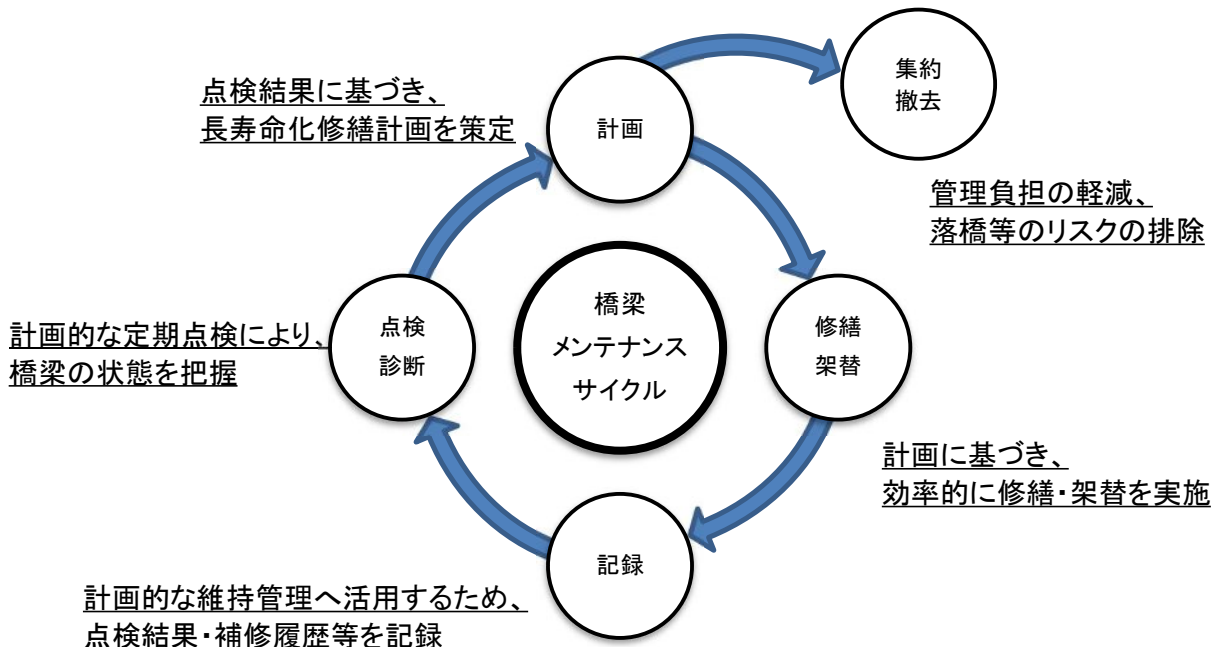 集約
撤去
点検結果に基づき、
長寿命化修繕計画を策定
計画
管理負担の軽減、
落橋等のリスクの排除
橋梁
メンテナンス
サイクル
点検
診断
修繕
架替
計画的な定期点検により、
橋梁の状態を把握
計画に基づき、
効率的に修繕・架替を実施
記録
計画的な維持管理へ活用するため、
点検結果・補修履歴等を記録